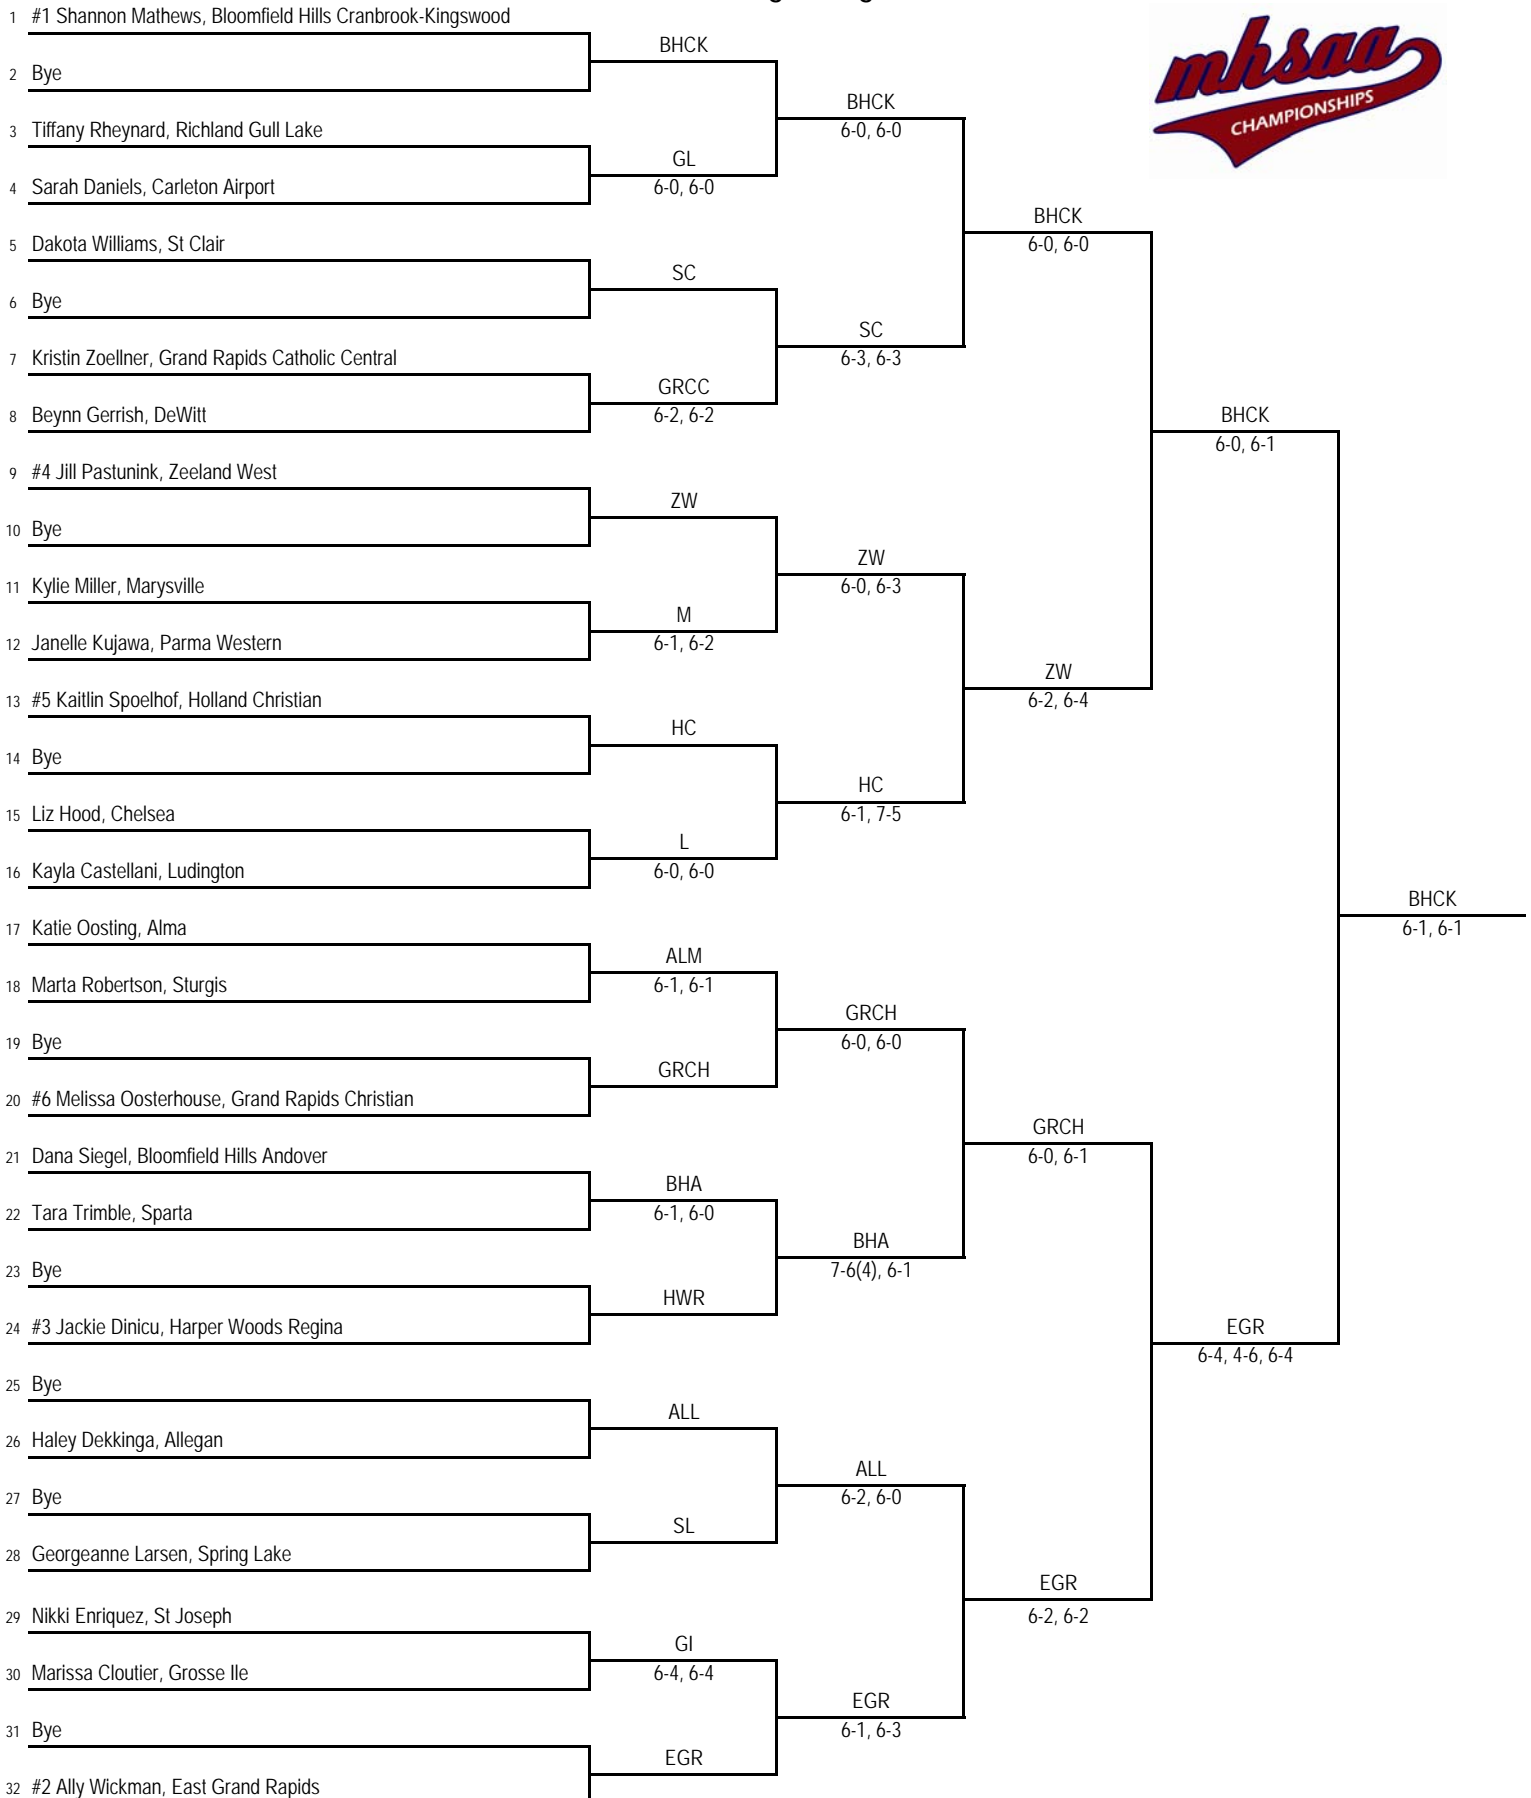 1 #1 Shannon Mathews, Bloomfield Hills Cranbrook-Kingswood
BHCK
2 Bye
mhsaa
CHAMPIONSHIPS
BHCK
6-0, 6-0
3 Tiffany Rheynard, Richland Gull Lake
GL
6-0, 6-0
4 Sarah Daniels, Carleton Airport
BHCK
6-0, 6-0
5 Dakota Williams, St Clair
SC
6 Bye
SC
6-3, 6-3
7 Kristin Zoellner, Grand Rapids Catholic Central
GRCC
6-2, 6-2
8 Beynn Gerrish, DeWitt
BHCK
6-0, 6-1
9 #4 Jill Pastunink, Zeeland West
ZW
10 Bye
ZW
6-0, 6-3
11 Kylie Miller, Marysville
M
6-1, 6-2
12 Janelle Kujawa, Parma Western
ZW
6-2, 6-4
13 #5 Kaitlin Spoelhof, Holland Christian
HC
14 Bye
HC
6-1, 7-5
15 Liz Hood, Chelsea
L
6-0, 6-0
16 Kayla Castellani, Ludington
BHCK
6-1, 6-1
17 Katie Oosting, Alma
ALM
6-1, 6-1
18 Marta Robertson, Sturgis
GRCH
6-0, 6-0
19 Bye
GRCH
20 #6 Melissa Oosterhouse, Grand Rapids Christian
GRCH
6-0, 6-1
21 Dana Siegel, Bloomfield Hills Andover
BHA
6-1, 6-0
22 Tara Trimble, Sparta
BHA
7-6(4), 6-1
23 Bye
HWR
24 #3 Jackie Dinicu, Harper Woods Regina
EGR
6-4, 4-6, 6-4
25 Bye
ALL
26 Haley Dekkinga, Allegan
ALL
6-2, 6-0
27 Bye
SL
28 Georgeanne Larsen, Spring Lake
EGR
6-2, 6-2
29 Nikki Enriquez, St Joseph
GI
6-4, 6-4
30 Marissa Cloutier, Grosse Ile
EGR
6-1, 6-3
31 Bye
EGR
32 #2 Ally Wickman, East Grand Rapids